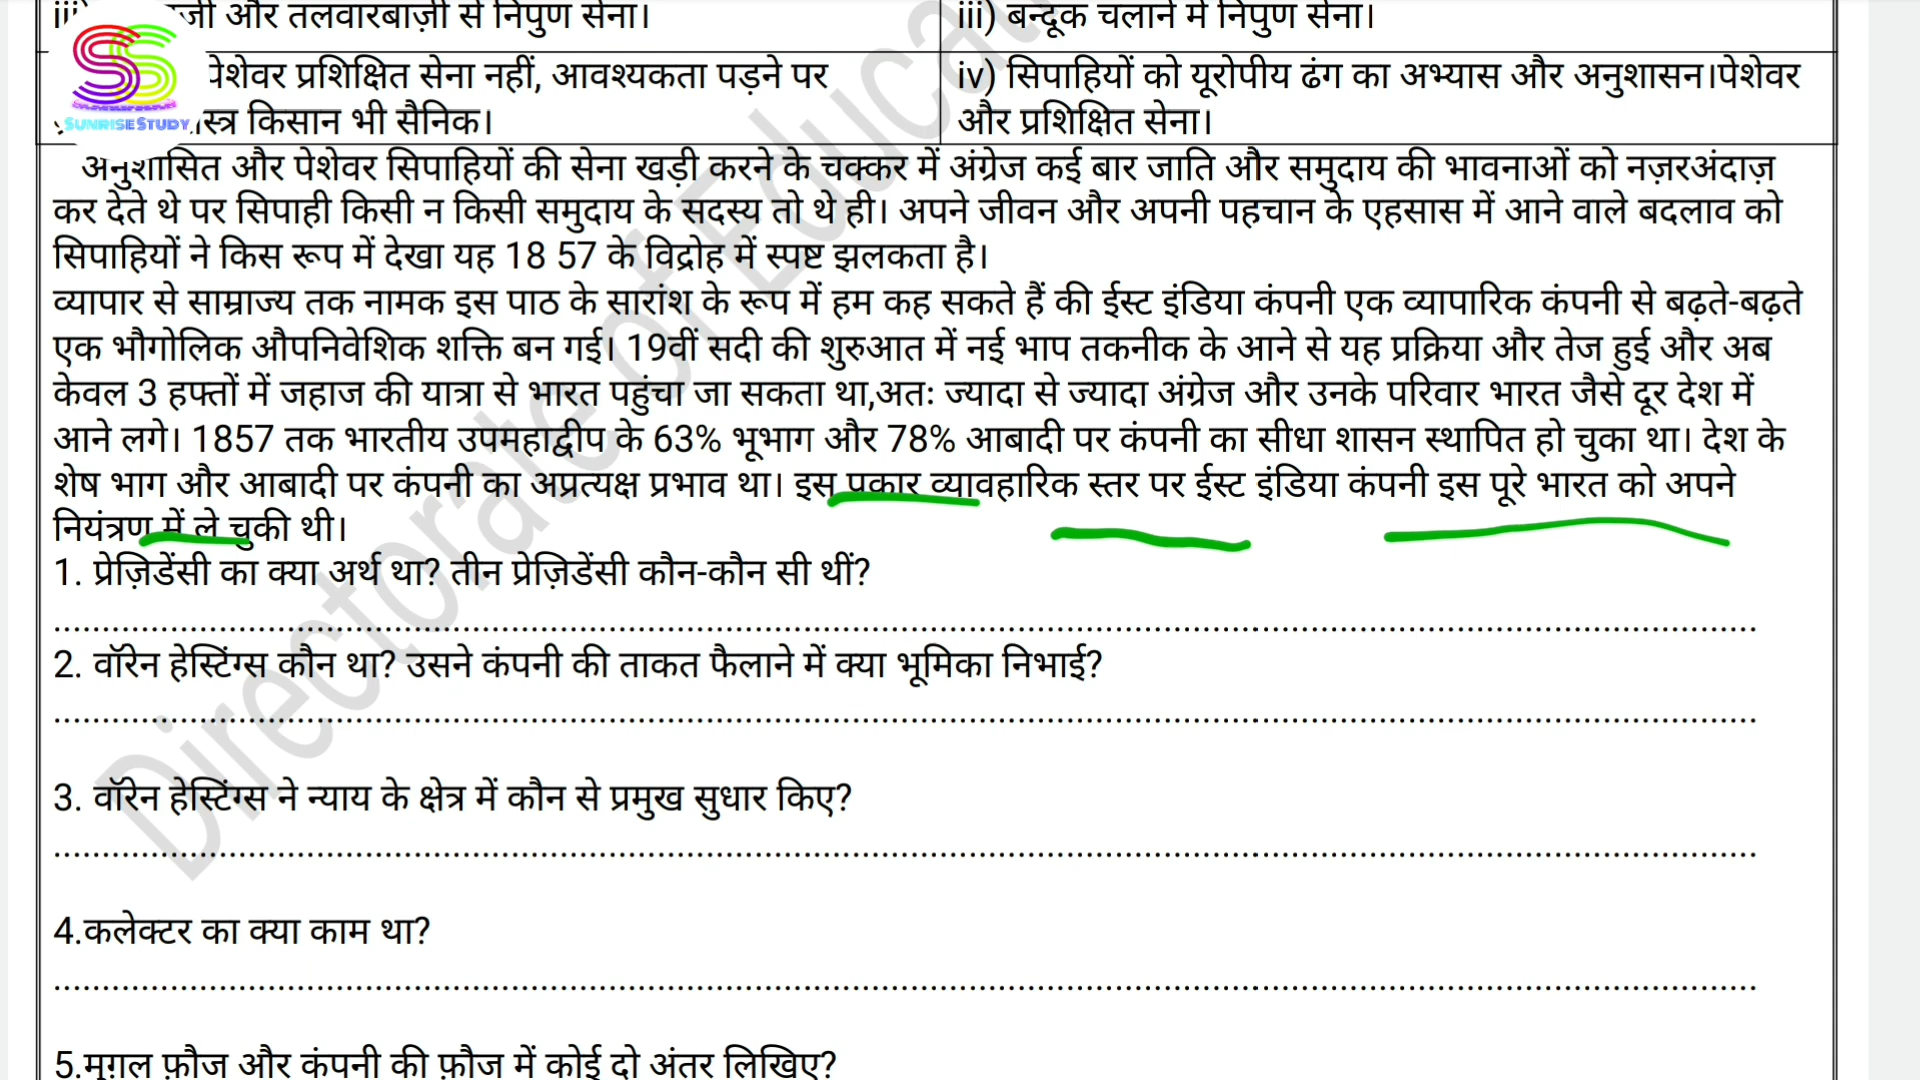 और तलवारबाज़ी से निपुण सेना।
iii) बन्दूक चलाने में निपुण सेना।
पेशेवर प्रशिक्षित सेना नहीं, आवश्यकता पड़ने पर
किसान भी सैनिक।
iv) सिपाहियों को यूरोपीय ढंग का अभ्यास और अनुशासन।पेशेवर
और प्रशिक्षित सेना।
SUNRISESTUDY
अनुशासित और पेशेवर सिपाहियों की सेना खड़ी करने के चक्कर में अंग्रेज कई बार जाति और समुदाय की भावनाओं को नज़रअंदाज़
कर देते थे पर सिपाही किसी न किसी समुदाय के सदस्य तो थे ही। अपने जीवन और अपनी पहचान के एहसास में आने वाले बदलाव को
सिपाहियों ने किस रूप में देखा यह 18 57 के विद्रोह में स्पष्ट झलकता है।
व्यापार से साम्राज्य तक नामक इस पाठ के सारांश के रूप में हम कह सकते हैं की ईस्ट इंडिया कंपनी एक व्यापारिक कंपनी से बढ़ते-बढ़ते
एक भौगोलिक औपनिवेशिक शक्ति बन गई। 19वीं सदी की शुरुआत में नई भाप तकनीक के आने से यह प्रक्रिया और तेज हुई और अब
केवल 3 हफ्तों में जहाज की यात्रा से भारत पहुंचा जा सकता था,अतः ज्यादा से ज्यादा अंग्रेज और उनके परिवार भारत जैसे दूर देश में
आने लगे। 1857 तक भारतीय उपमहाद्वीप के 63% भूभाग और 78% आबादी पर कंपनी का सीधा शासन स्थापित हो चुका था। देश के
शेष भाग और आबादी पर कंपनी का अप्रत्यक्ष प्रभाव था। इस प्रकार व्यावहारिक स्तर पर ईस्ट इंडिया कंपनी इस पूरे भारत को अपने
नियंत्रण में ले चुकी थी।
1. प्रेज़िडेंसी का क्या अर्थ था? तीन प्रेज़िडेंसी कौन-कौन सी थीं?
2. वॉरेन हेस्टिंग्स कौन था? उसने कंपनी की ताकत फैलाने में क्या भूमिका निभाई?
3. वॉरेन हेस्टिंग्स ने न्याय के क्षेत्र में कौन से प्रमुख सुधार किए?
4.कलेक्टर का क्या काम था?
5.मुग़ल फ़ौज और कंपनी की फ़ौज में कोई दो अंतर लिखिए?
Directorate of